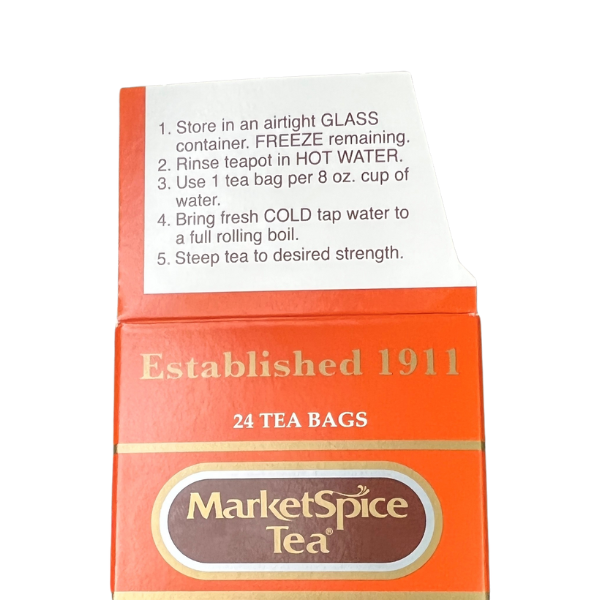 1. Store in an airtight GLASS
container. FREEZE remaining.
2. Rinse teapot in HOT WATER.
3. Use 1 tea bag per 8 oz. cup of
water.
4. Bring fresh COLD tap water to
a full rolling boil.
5. Steep tea to desired strength.
Established 1911
24 TEA BAGS
MarketSpice
Tea®